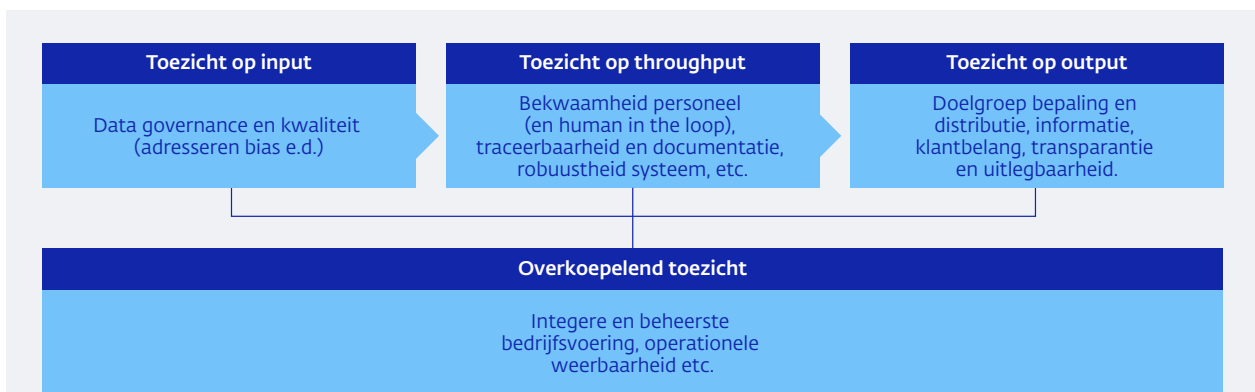 Toezicht op input
Data governance en kwaliteit
(adresseren bias e.d.)
Toezicht op throughput
Bekwaamheid personeel
(en human in the loop),
traceerbaarheid en documentatie,
robuustheid systeem, etc.
Toezicht op output
Doelgroep bepaling en
distributie, informatie,
klantbelang, transparantie
en uitlegbaarheid.
Overkoepelend toezicht
Integere en beheerste
bedrijfsvoering, operationele
weerbaarheid etc.